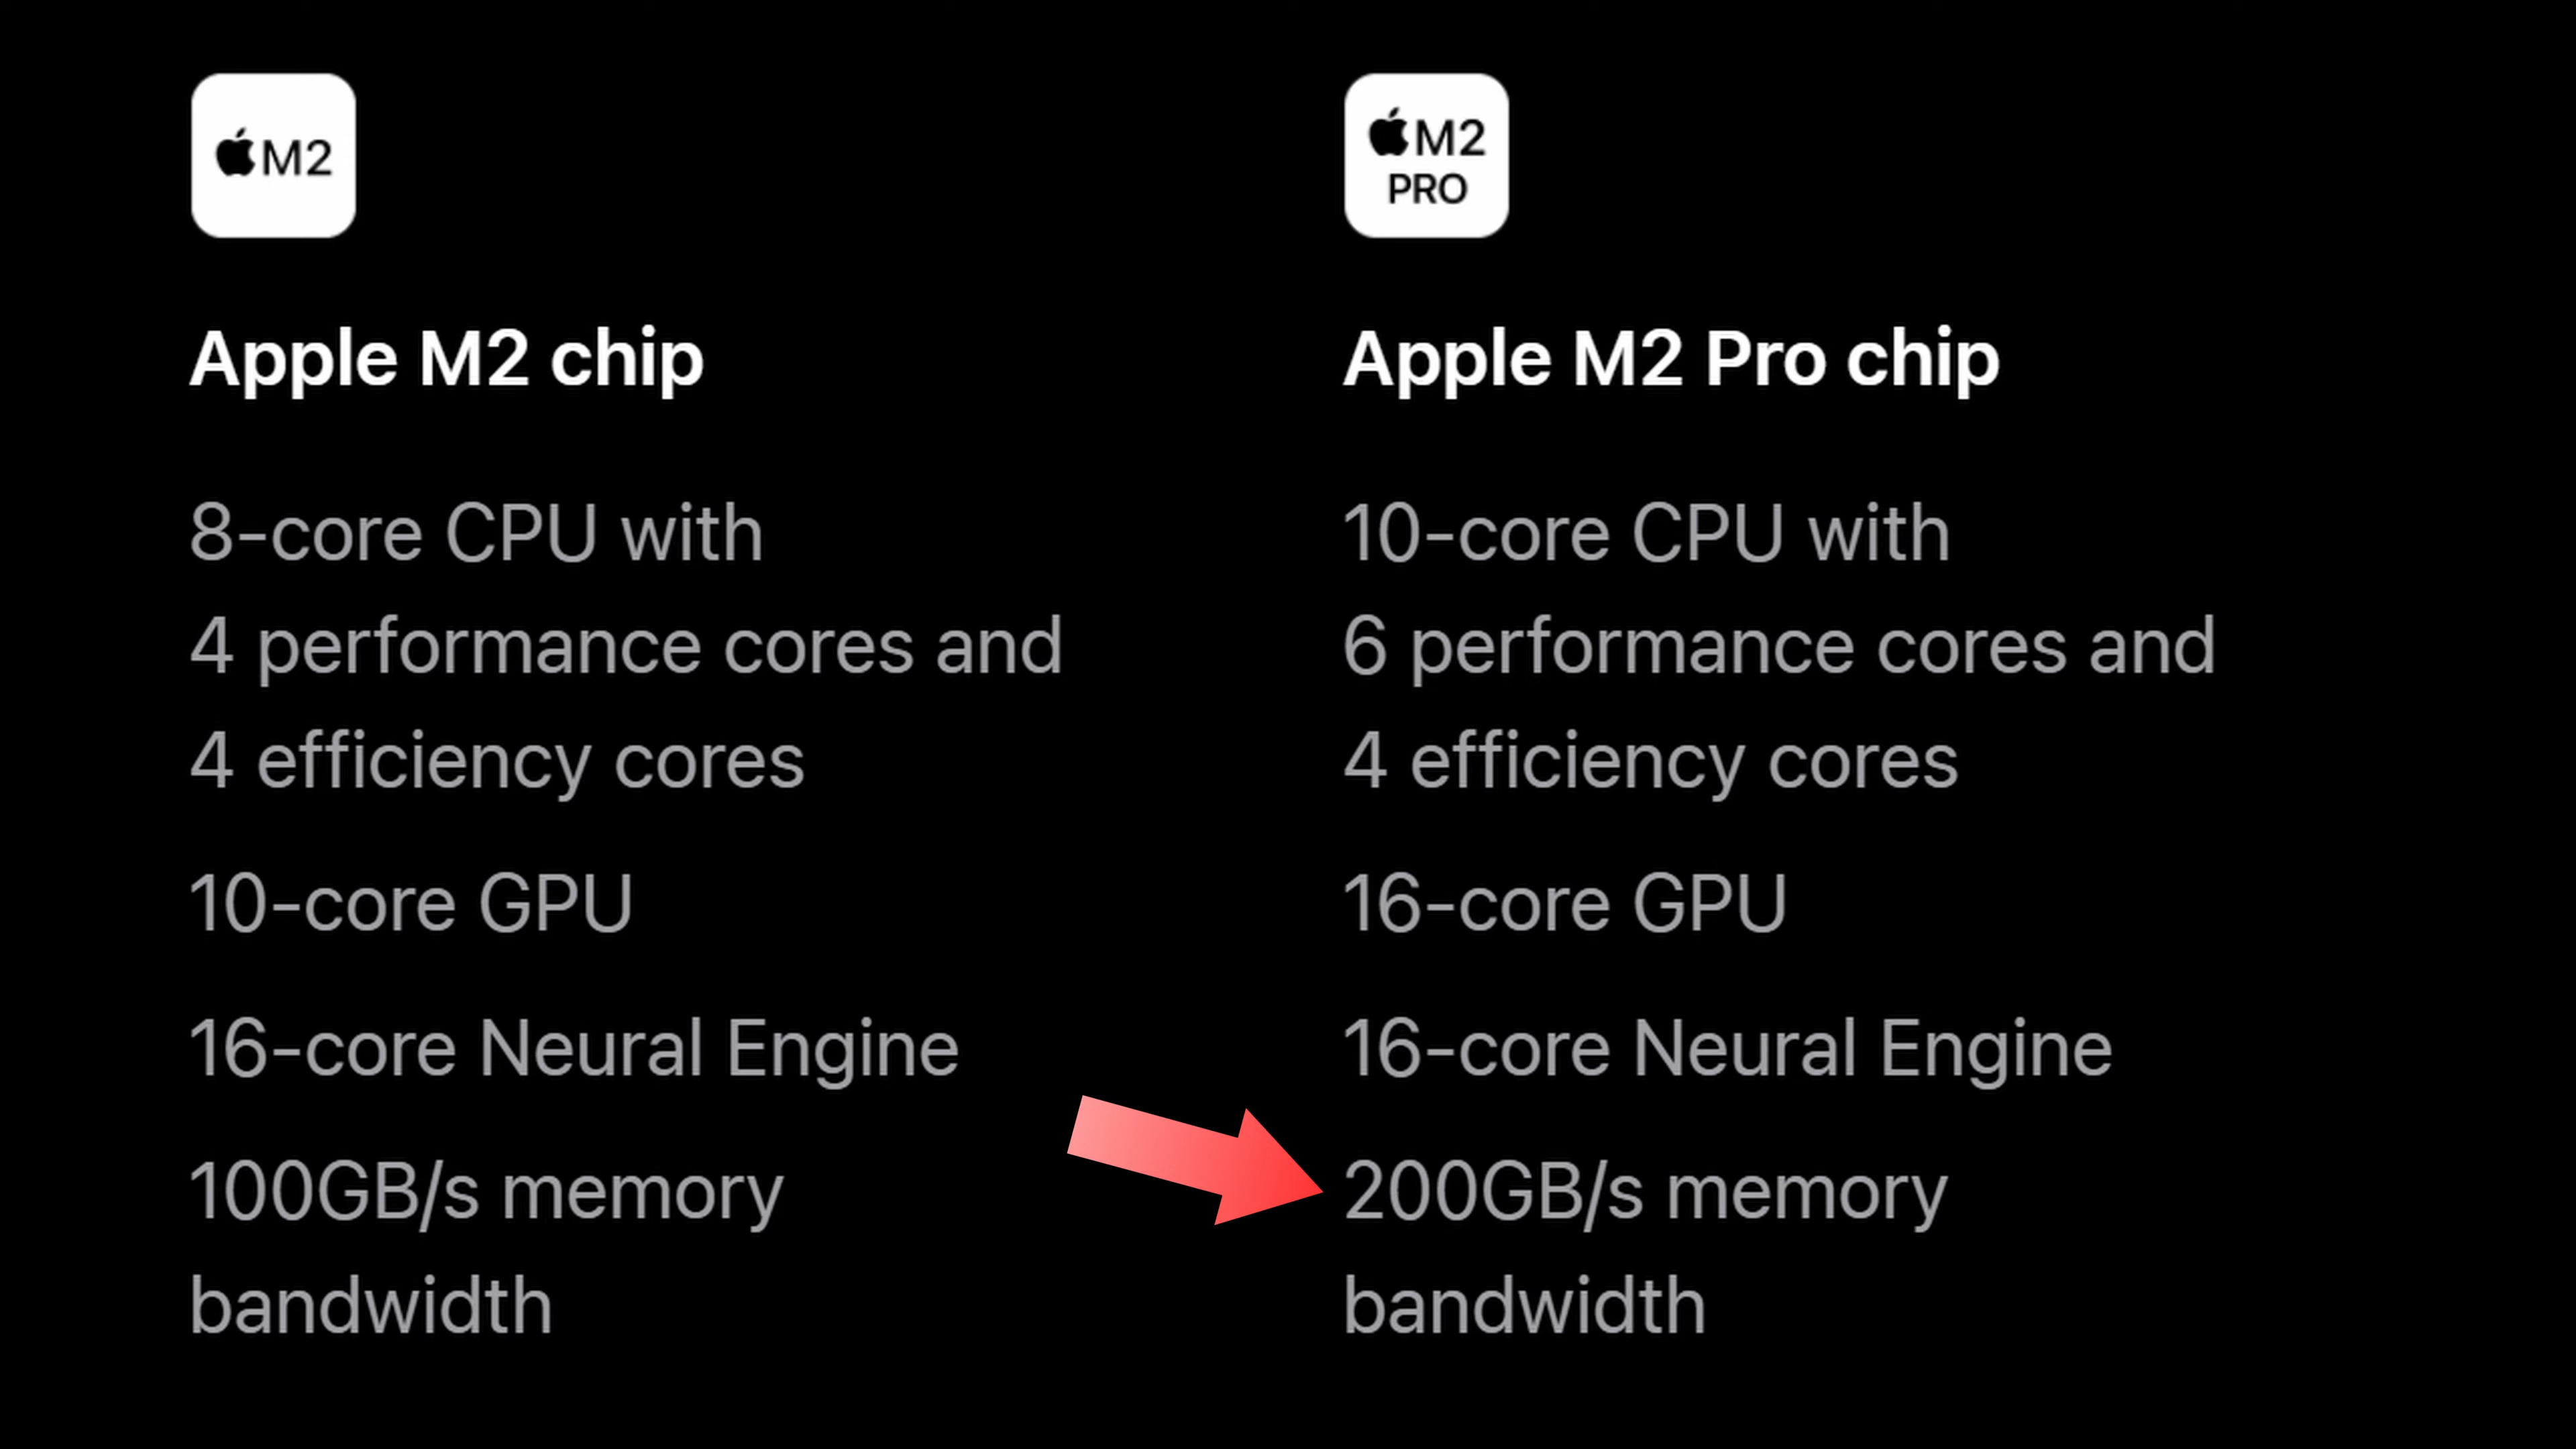 M2
Apple M2 chip
8-core CPU with
4 performance cores and
4 efficiency cores
10-core GPU
16-core Neural Engine
100GB/s memory
bandwidth
M2
PRO
Apple M2 Pro chip
10-core CPU with
6 performance cores and
4 efficiency cores
16-core GPU
16-core Neural Engine
200GB/s memory
bandwidth